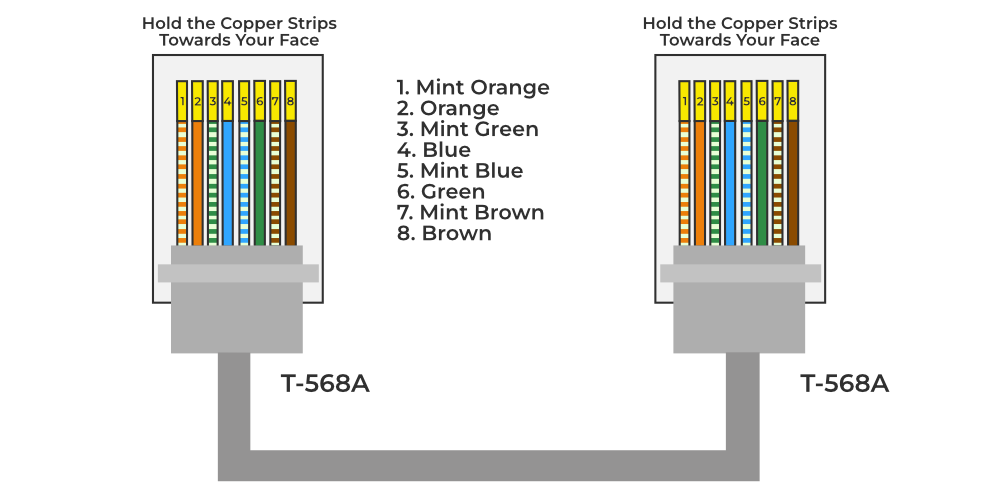 Hold the Copper Strips
Towards Your Face
1 2 3 4 5 6 7 8
1. Mint Orange
2. Orange
3. Mint Green
4. Blue
5. Mint Blue
6. Green
7. Mint Brown
8. Brown
T-568A
Hold the Copper Strips
Towards Your Face
1 2 3 4 5 6 7 8
T-568A